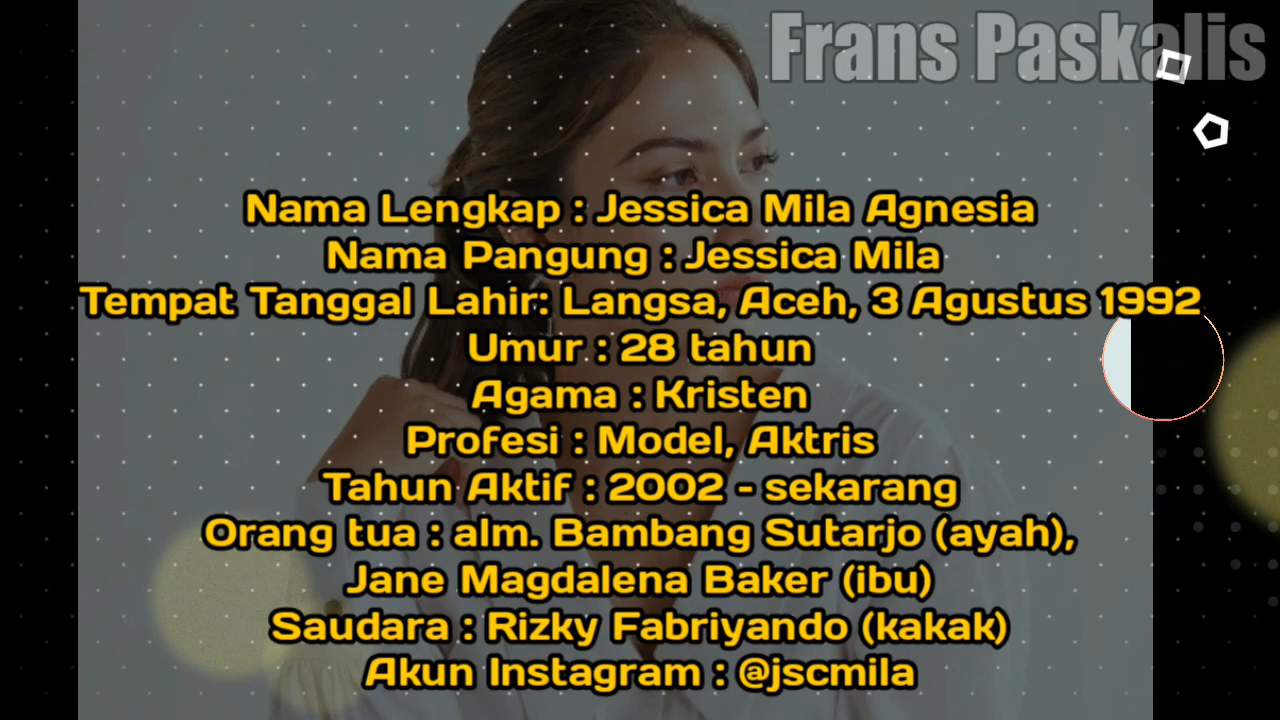 Frans Paskalis
Nama Lengkap : Jessica Mila Agnesia
Nama Pangung : Jessica Mila
Tempat Tanggal Lahir: Langsa, Aceh, 3 Agustus 1992
Umur : 28 tahun
Agama : Kristen
Profesi : Model, Aktris
Tahun Aktif : 2002 - sekarang
Orang tua : alm. Bambang Sutarjo (ayah),
Jane Magdalena Baker (ibu)
Saudara : Rizky Fabriyando (kakak)
Akun Instagram : @jscmila